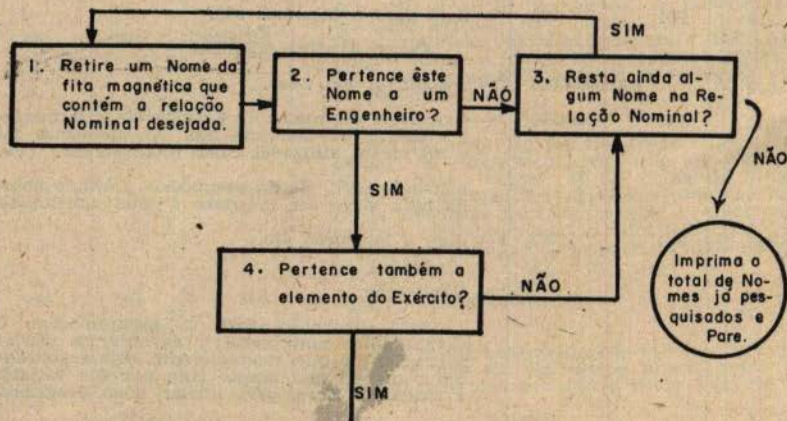 SIM
1. Retire um Nome da
fita magnética que
contém a relação
Nominal desejada.
2. Pertence êste
Nome a um
Engenheiro?
NÃO
3. Resta ainda al-
gum Nome na Re-
lação Nominal?
NÃO
SIM
4. Pertence também a
elemento do Exército?
NÃO
Imprima o
total de No-
mes já pes-
quisados e
Pare.
SIM